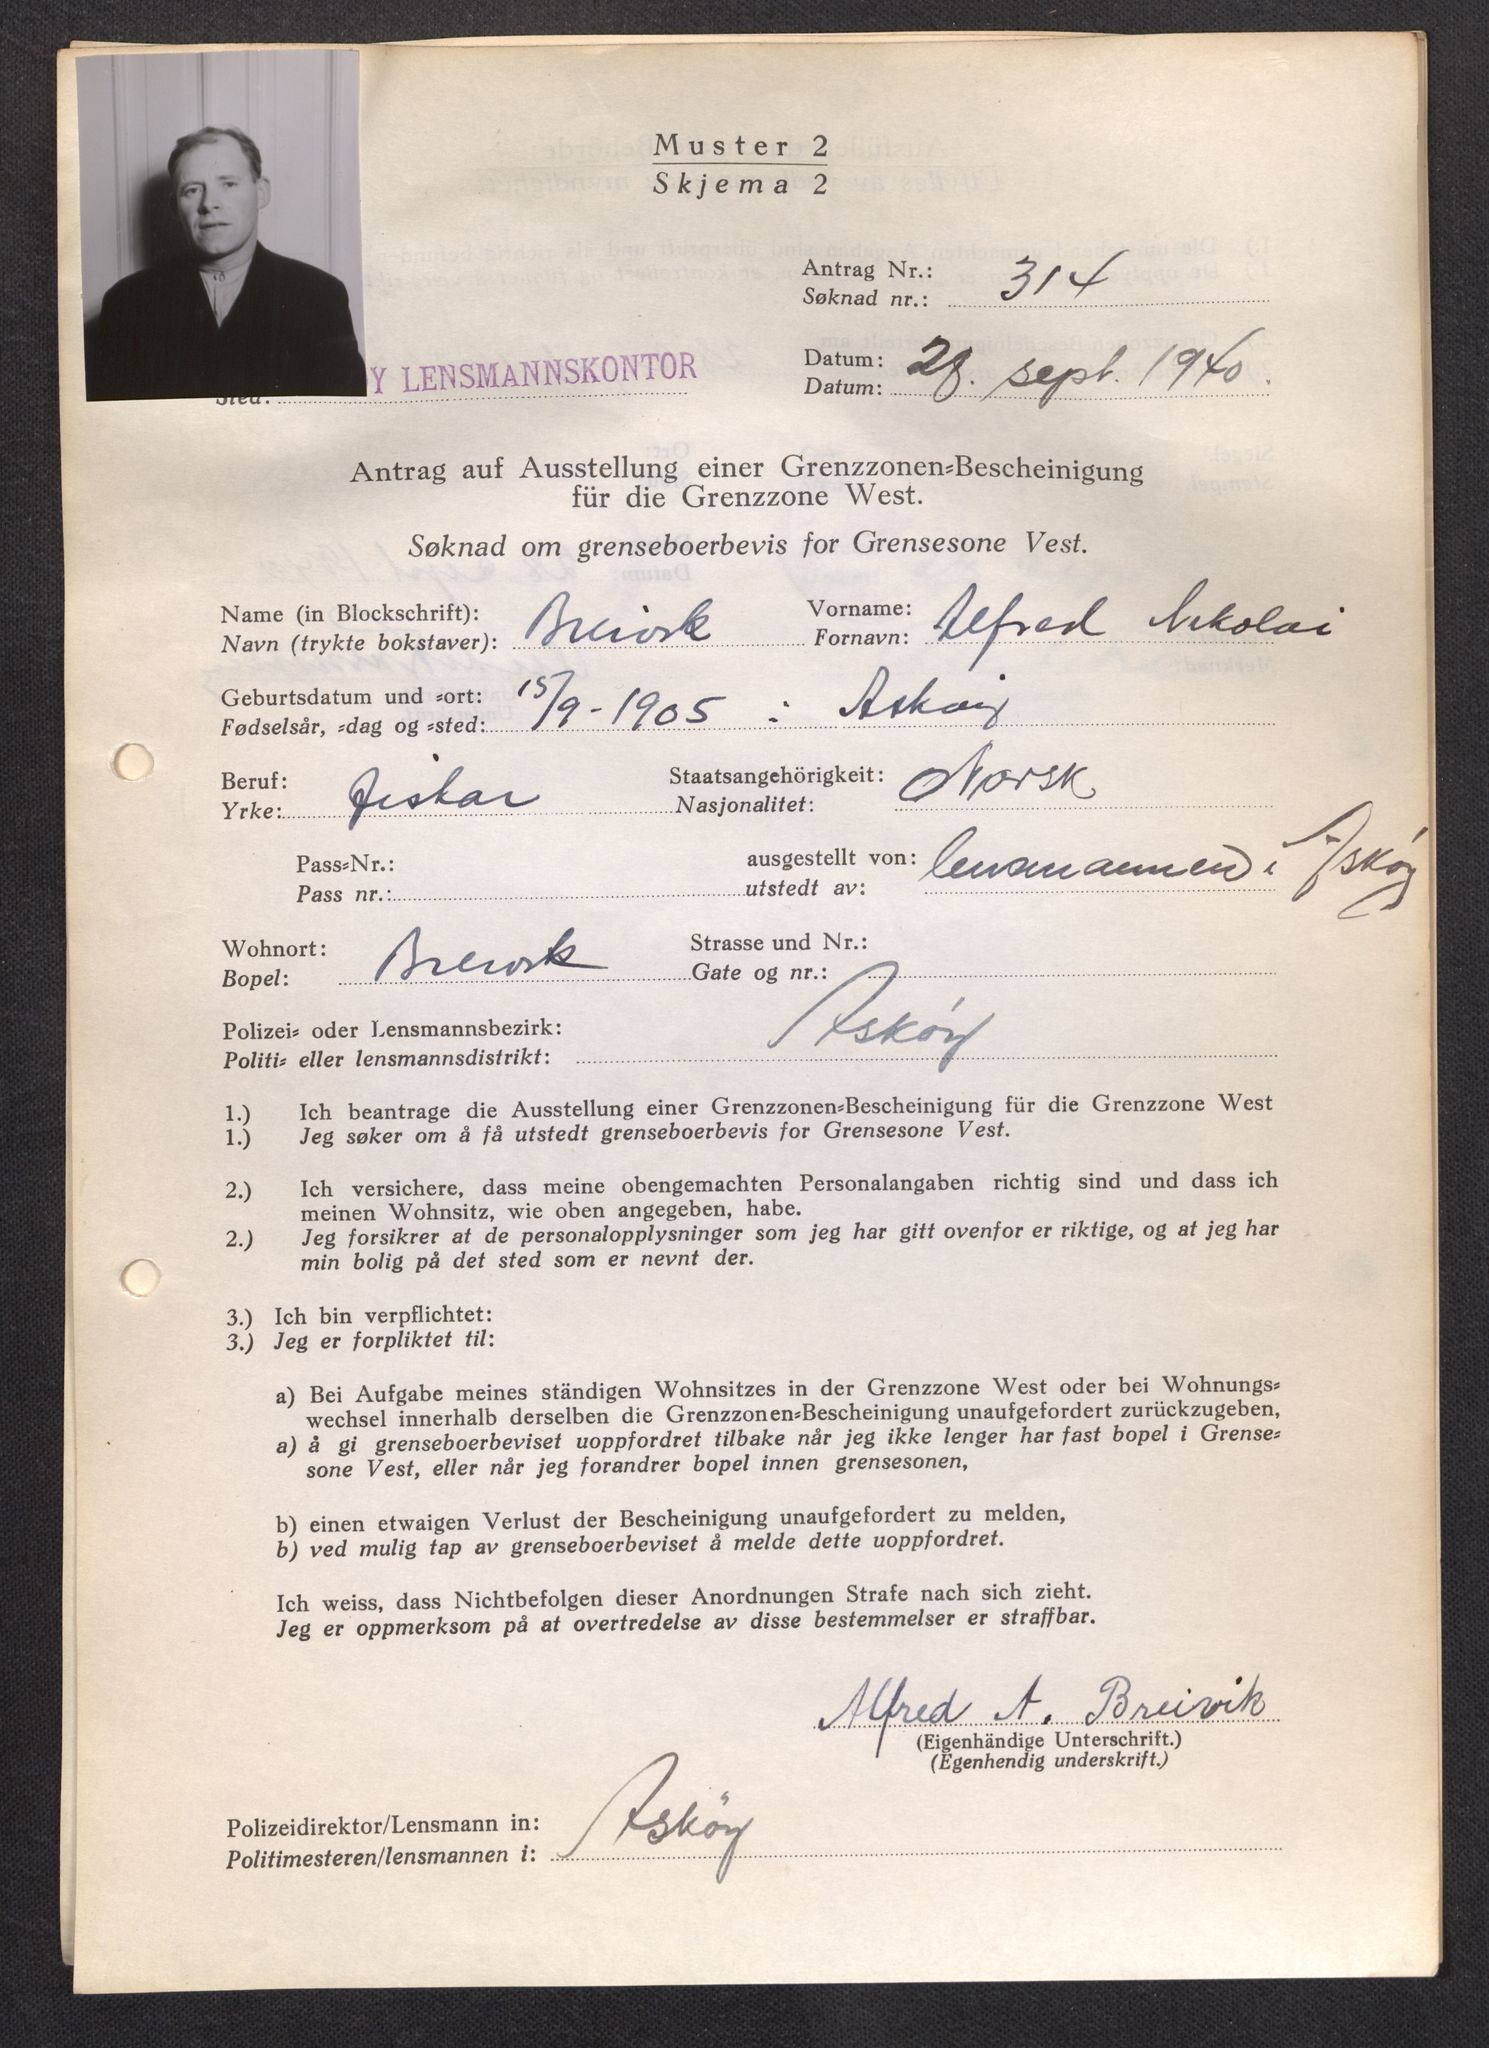 Muster 2
Skjema 2
Antrag Nr.: 314
Søknad nr.:
Datum: 28. sept. 1940.
Datum:
Y LENSMANNSKONTOR
Sted:
Antrag auf Ausstellung einer Grenzzonen=Bescheinigung
für die Grenzzone West.
Søknad om grenseboerbevis for Grensesone Vest.
Name (in Blockschrift): Breivik Vorname: Alfred Nikolai
Navn (trykte bokstaver): Fornavn:
Geburtsdatum und =ort: 15/9-1905 : Askøy
Fødselsår, =dag og =sted:
Beruf: fisker Staatsangehörigkeit: Norsk
Yrke: Nasjonalitet:
Pass=Nr.: ausgestellt von: lensmannen i Askøy
Pass nr.: utstedt av:
Wohnort: Breivik Strasse und Nr.:
Bopel: Gate og nr.:
Polizei= oder Lensmannsbezirk: Askøy
Politi= eller lensmannsdistrikt:
1.) Ich beantrage die Ausstellung einer Grenzzonen=Bescheinigung für die Grenzzone West
1.) Jeg søker om å få utstedt grenseboerbevis for Grensesone Vest.
2.) Ich versichere, dass meine obengemachten Personalangaben richtig sind und dass ich
meinen Wohnsitz, wie oben angegeben, habe.
2.) Jeg forsikrer at de personalopplysninger som jeg har gitt ovenfor er riktige, og at jeg har
min bolig på det sted som er nevnt der.
3.) Ich bin verpflichtet:
3.) Jeg er forpliktet til:
a) Bei Aufgabe meines ständigen Wohnsitzes in der Grenzzone West oder bei Wohnungs=
wechsel innerhalb derselben die Grenzzonen=Bescheinigung unaufgefordert zurückzugeben,
a) å gi grenseboerbeviset uoppfordret tilbake når jeg ikke lenger har fast bopel i Grense=
sone Vest, eller når jeg forandrer bopel innen grensesonen,
b) einen etwaigen Verlust der Bescheinigung unaufgefordert zu melden,
b) ved mulig tap av grenseboerbeviset å melde dette uoppfordret.
Ich weiss, dass Nichtbefolgen dieser Anordnungen Strafe nach sich zieht.
Jeg er oppmerksom på at overtredelse av disse bestemmelser er straffbar.
Alfred A. Breivik
(Eigenhändige Unterschrift.)
(Egenhendig underskrift.)
Polizeidirektor/Lensmann in: Askøy
Politimesteren/lensmannen i: